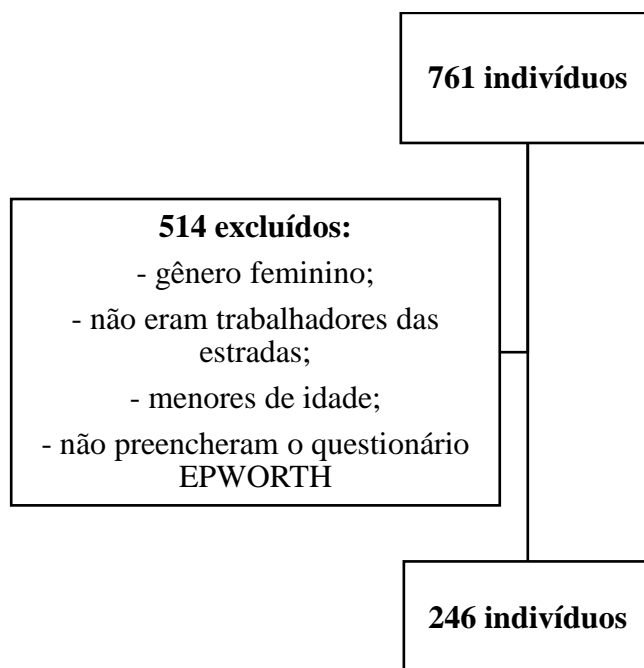 761 indivíduos
514 excluídos:
- gênero feminino;
- não eram trabalhadores das
estradas;
- menores de idade;
- não preencheram o questionário
EPWORTH
246 indivíduos